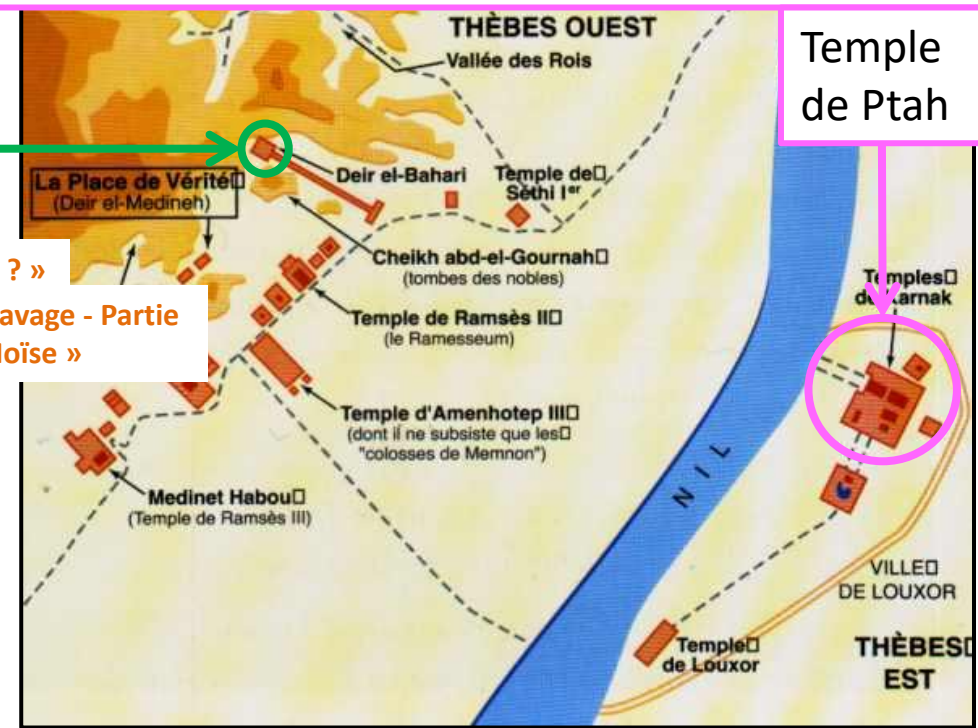 THÈBES OUEST
Vallée des Rois
Temple
de Ptah
La Place de Vérité
(Deir el-Medineh)
Deir el-Bahari
Temple de
Séthi Ier
Cheikh abd-el-Gournah
(tombes des nobles)
? »
avage - Partie
oïse »
Temple de Ramsès II
(le Ramesseum)
Temples
de Karnak
Temple d'Amenhotep III
(dont il ne subsiste que les
"colosses de Memnon")
NIL
Medinet Habou
(Temple de Ramsès III)
VILLE
DE LOUXOR
Temple
de Louxor
THÈBES
EST